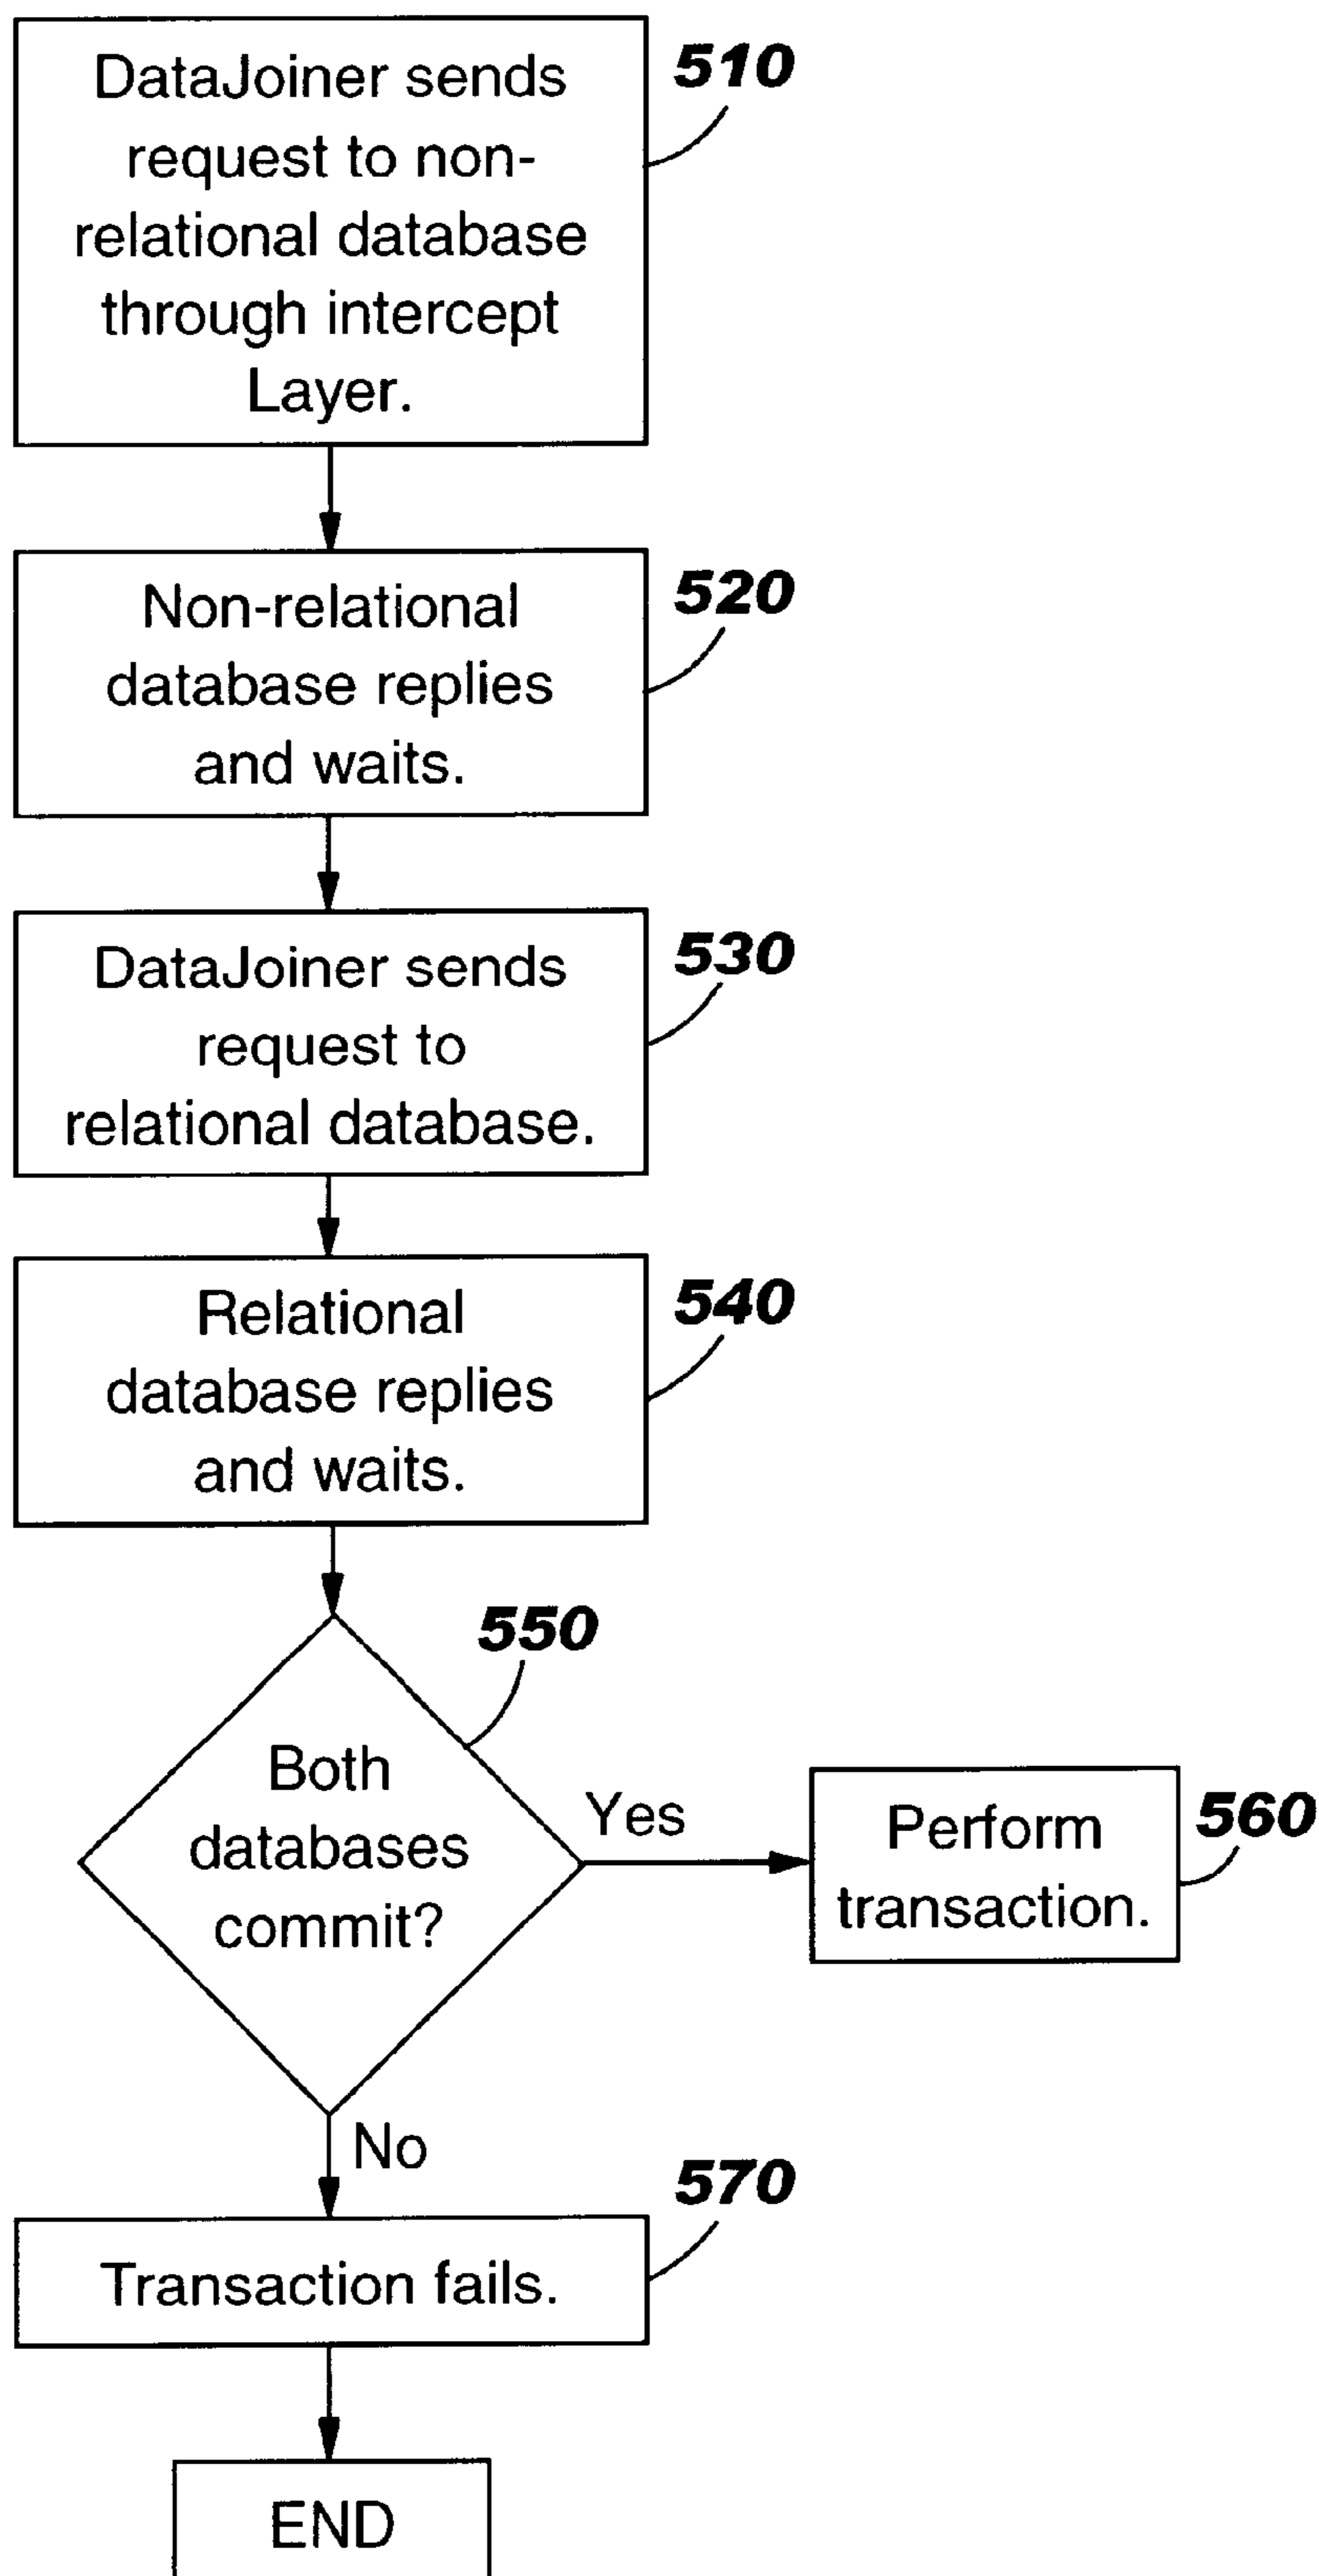 DataJoiner sends
request to non-
relational database
through intercept
Layer.
510
Non-relational
database replies
and waits.
520
DataJoiner sends
request to
relational database.
530
Relational
database replies
and waits.
540
Both
databases
commit?
550
Yes
Perform
transaction.
560
No
Transaction fails.
570
END